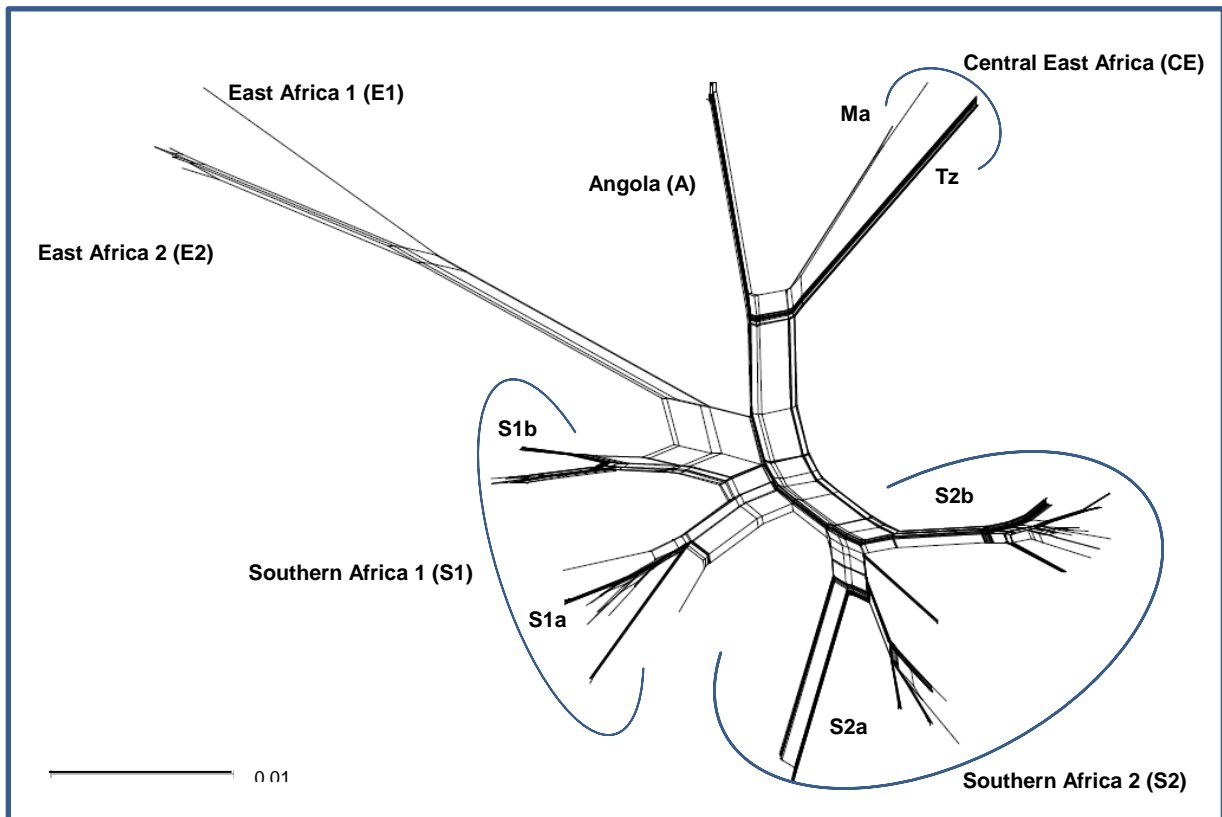 Central East Africa (CE)
East Africa 1 (E1)
Ma
Angola (A)
Tz
East Africa 2 (E2)
S1b
S2b
Southern Africa 1 (S1)
S1a
S2a
0.01
Southern Africa 2 (S2)